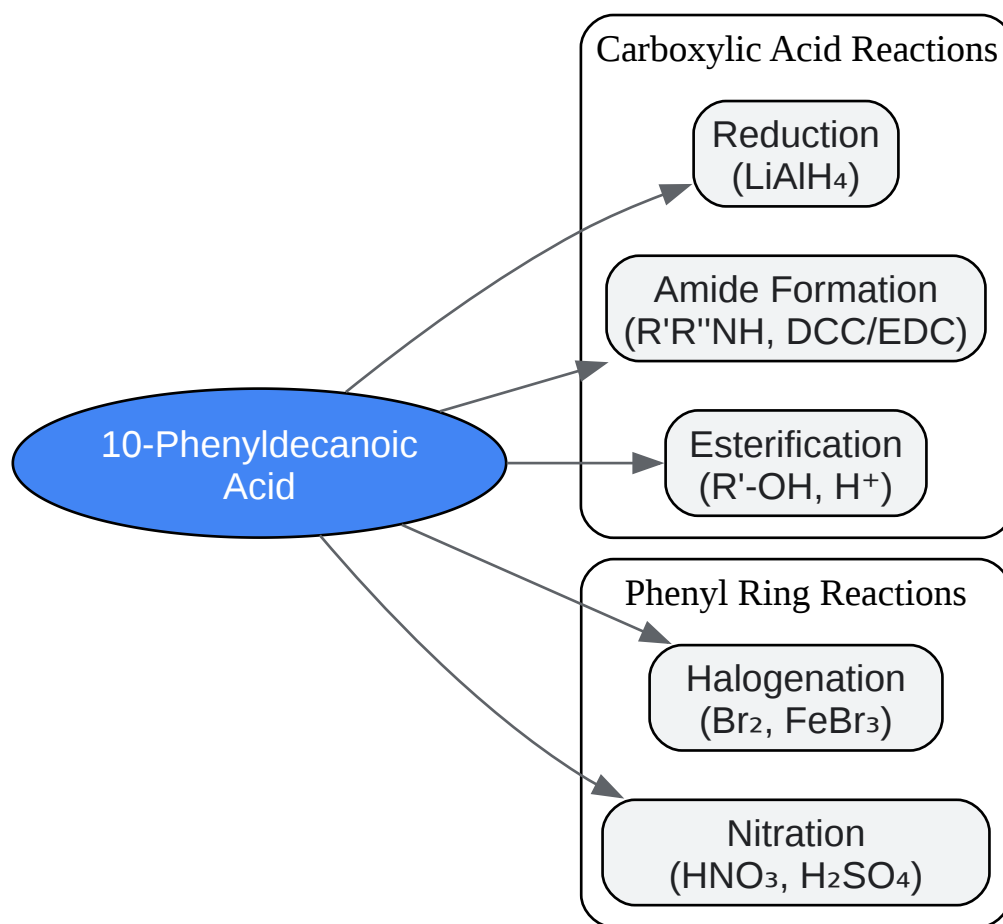 Carboxylic Acid Reactions
Reduction
(LiAlH₄)
Amide Formation
(R'R"NH, DCC/EDC)
10-Phenyldecanoic
Acid
Esterification
(R'-OH, H⁺)
Phenyl Ring Reactions
Halogenation
(Br₂, FeBr₃)
Nitration
(HNO₃, H₂SO₄)